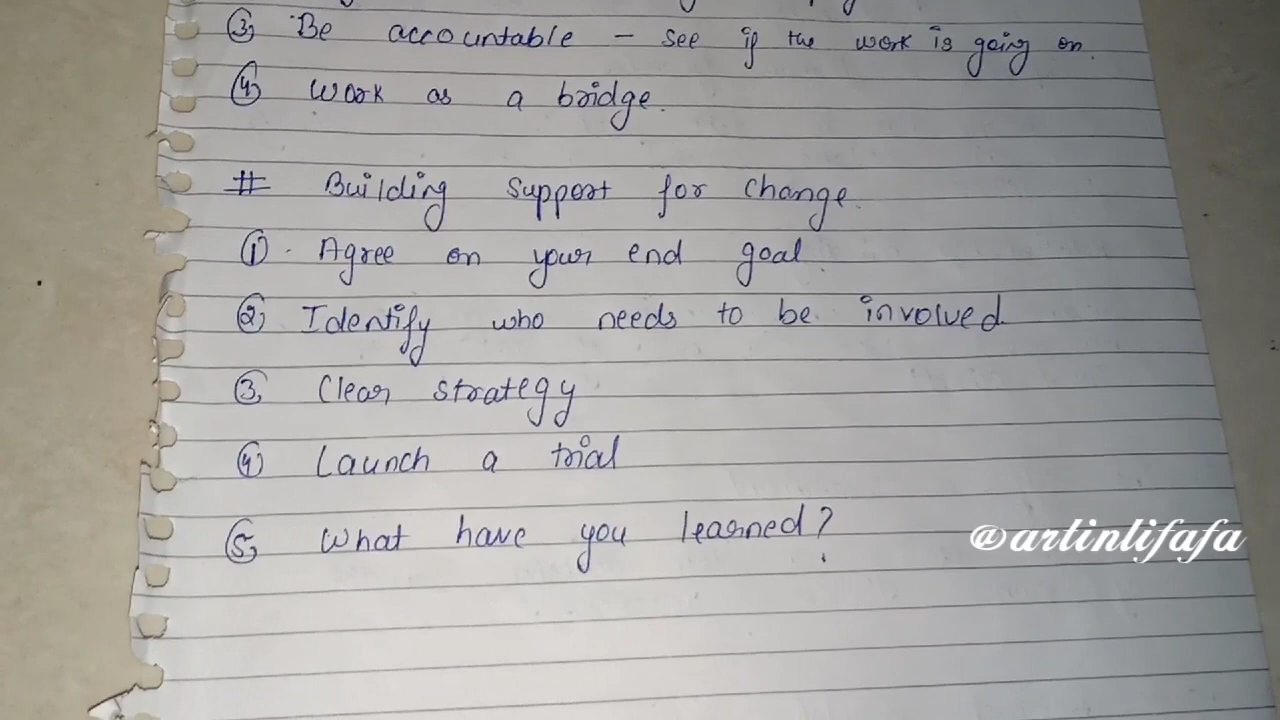 ③ Be accountable – see if the work is going on.
④ Work as a bridge.
# Building support for change.
① Agree on your end goal.
② Identify who needs to be involved.
③ Clear strategy
④ Launch a trial
⑤ What have you learned?
@artinlifafa